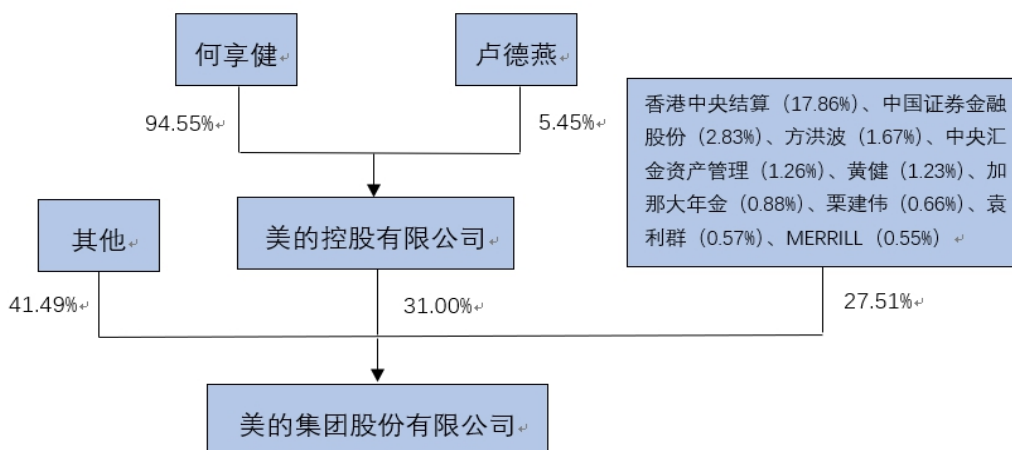 何享健
卢德燕
94.55%
5.45%
香港中央结算（17.86%）、中国证券金融
股份（2.83%）、方洪波（1.67%）、中央汇
金资产管理（1.26%）、黄健（1.23%）、加
那大年金（0.88%）、栗建伟（0.66%）、袁
利群（0.57%）、MERRILL（0.55%）
其他
美的控股有限公司
41.49%
31.00%
27.51%
美的集团股份有限公司